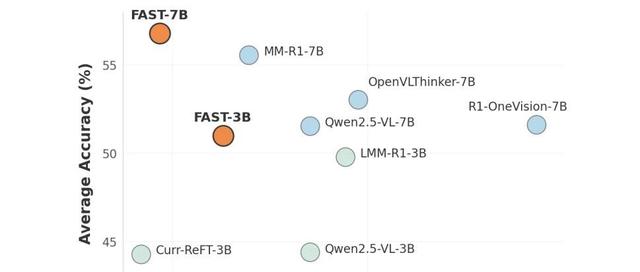 FAST-7B
MM-R1-7B
55
OpenVLThinker-7B
R1-OneVision-7B
FAST-3B
Qwen2.5-VL-7B
50
LMM-R1-3B
Average Accuracy (%)
45
Curr-ReFT-3B
Qwen2.5-VL-3B